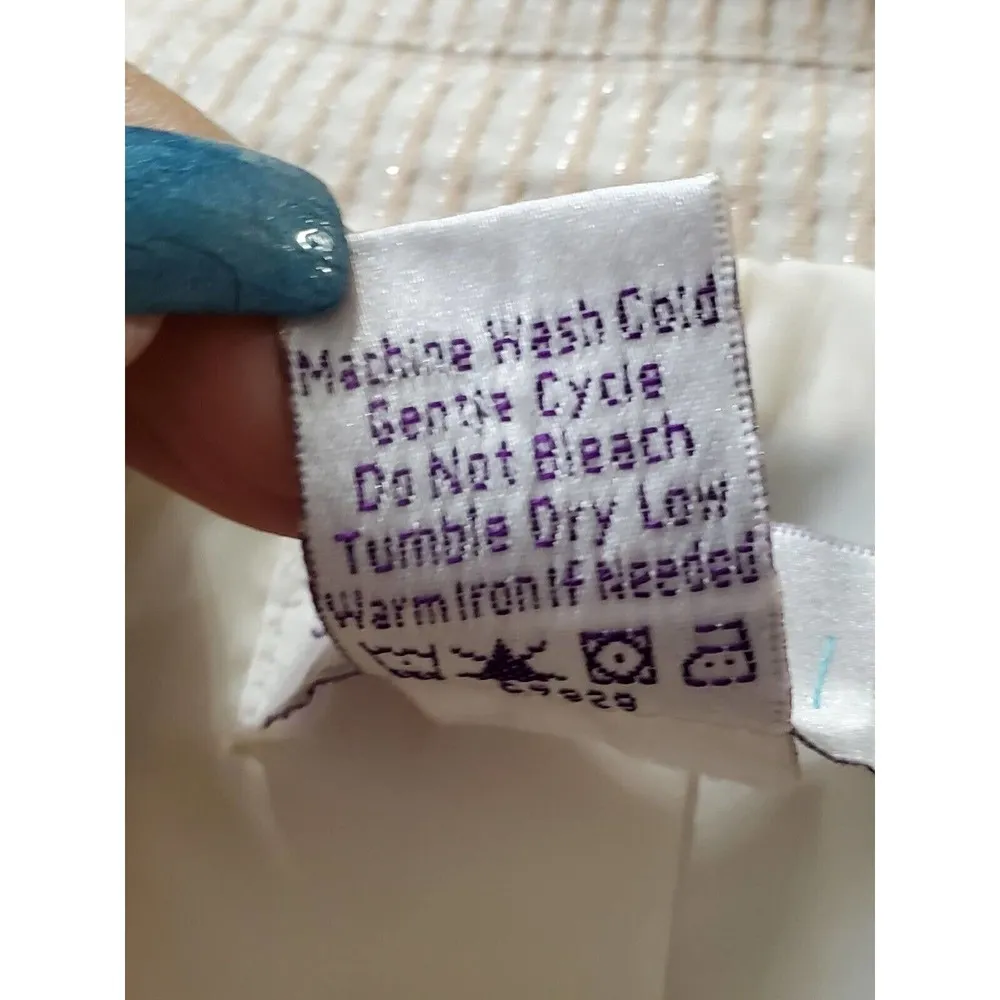 Machine Wash Cold
Gentle Cycle
Do Not Bleach
Tumble Dry Low
Warm Iron If Needed